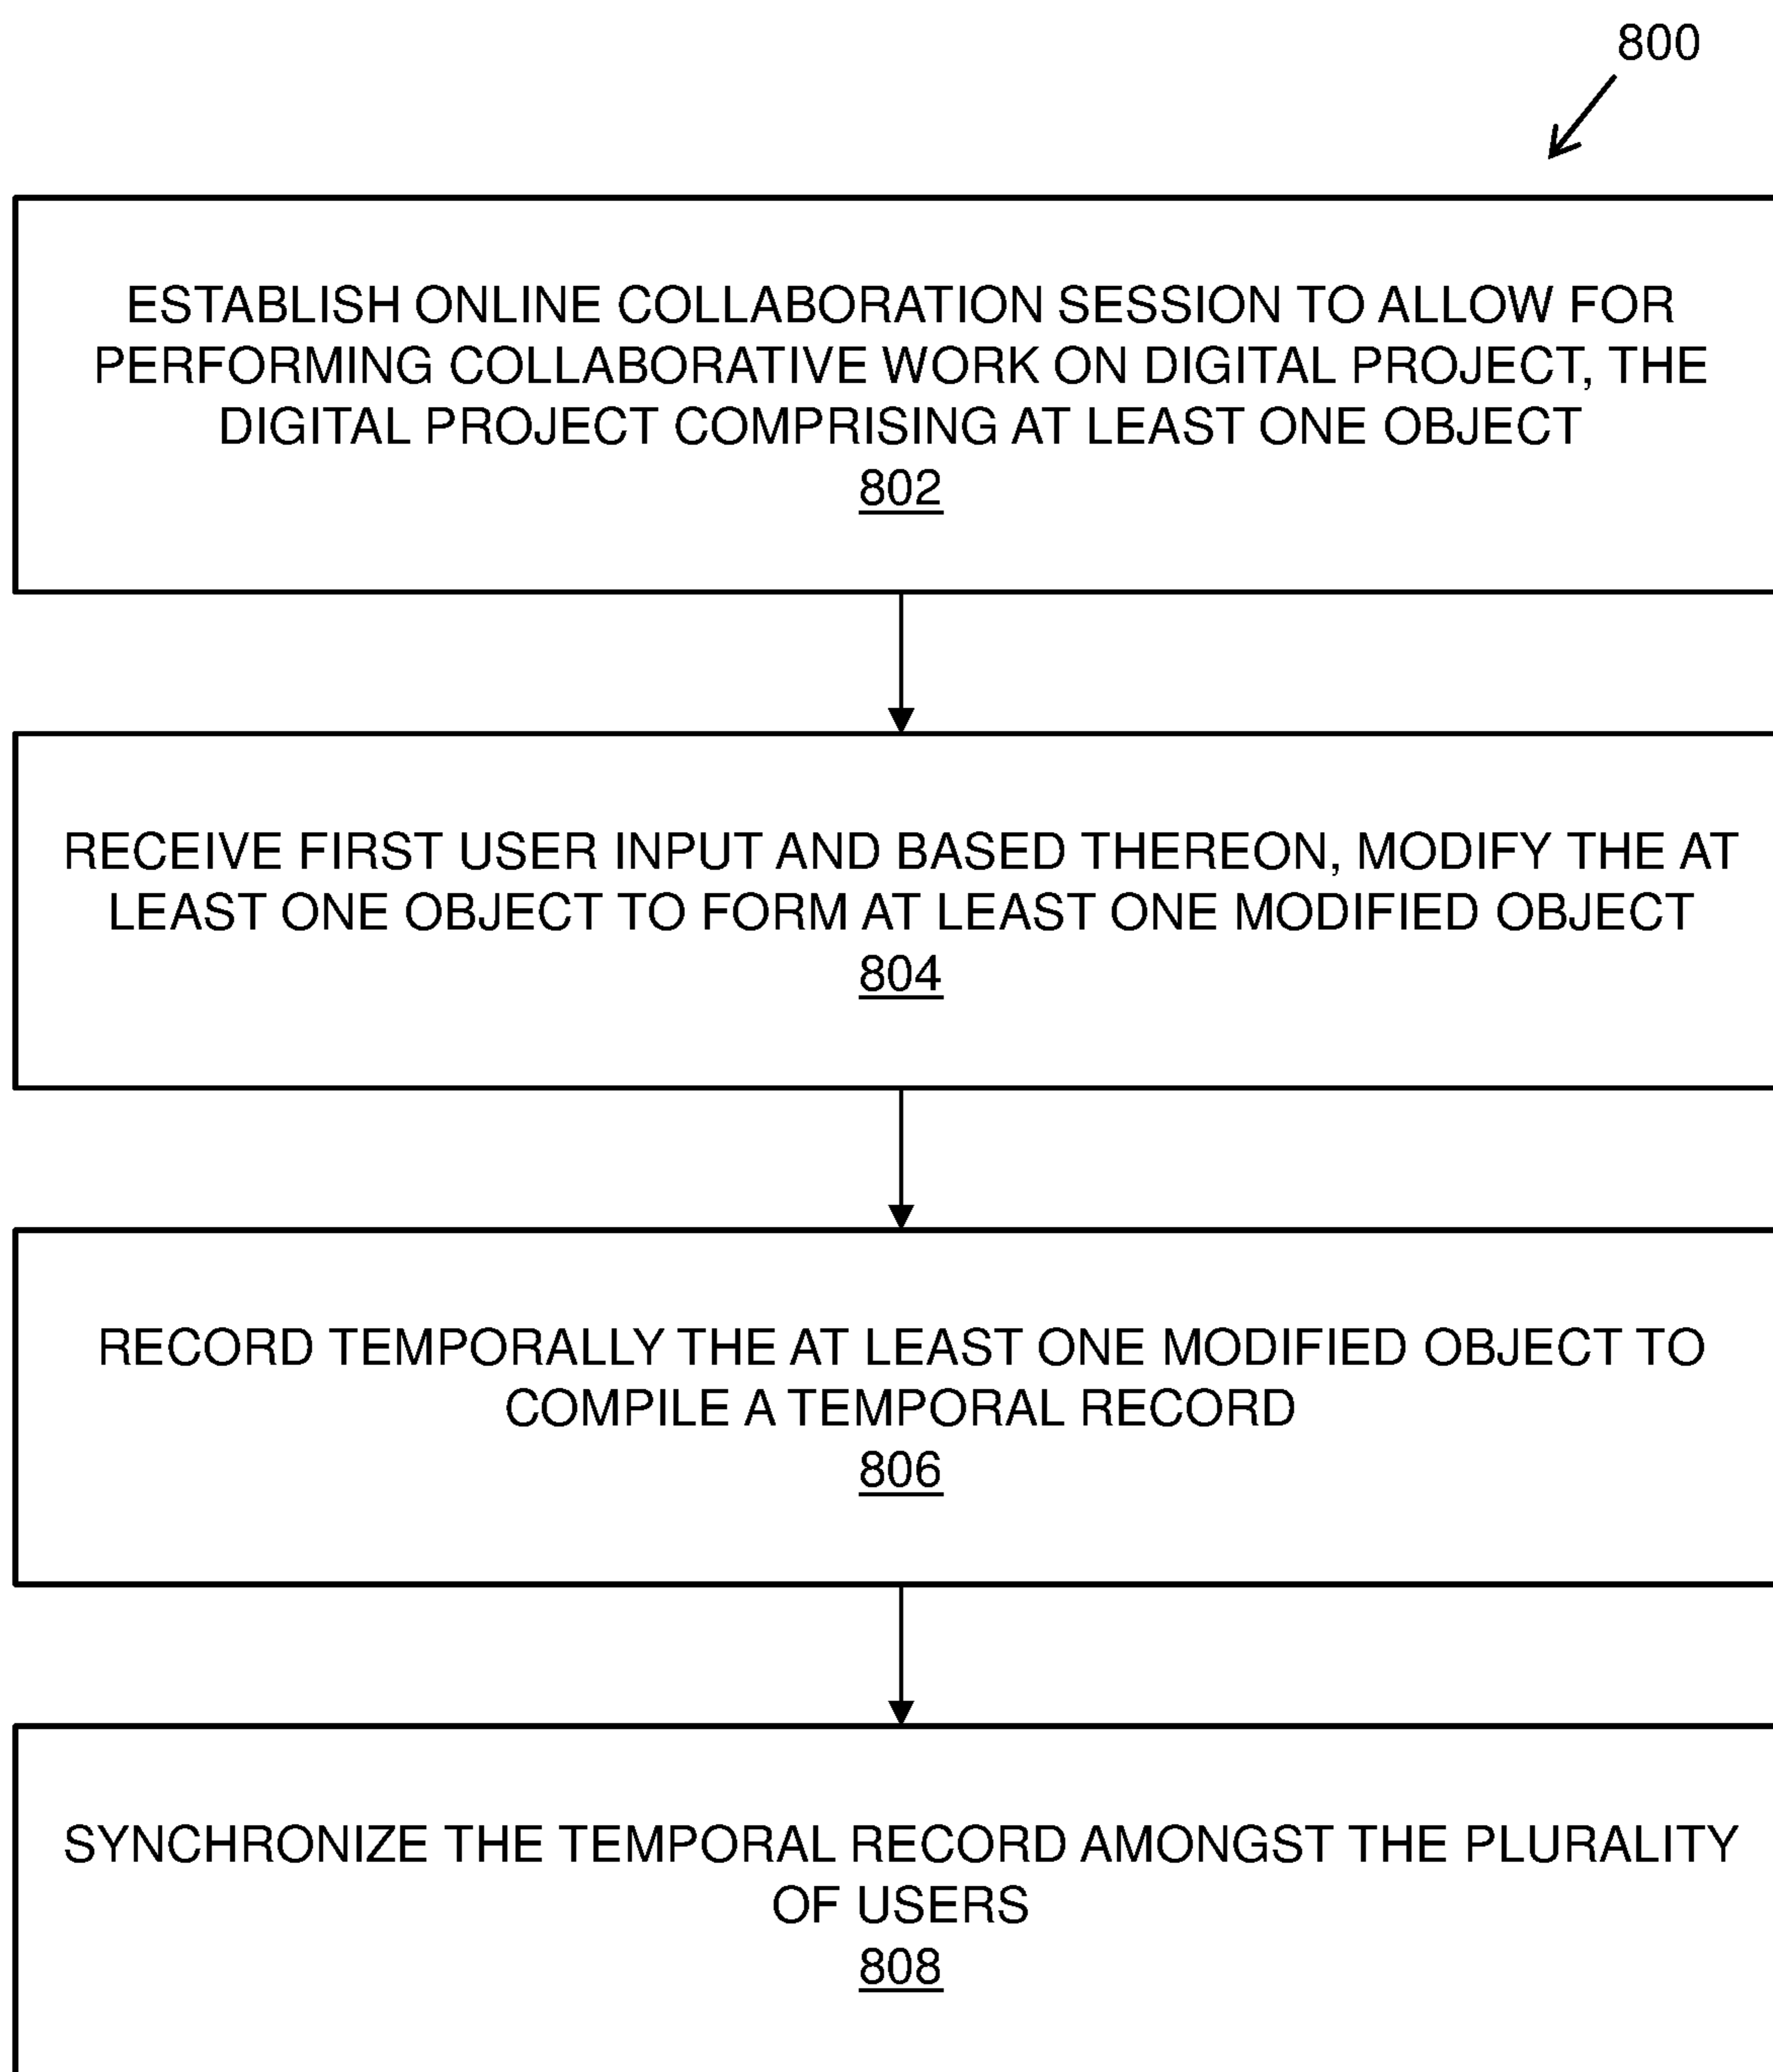 800
ESTABLISH ONLINE COLLABORATION SESSION TO ALLOW FOR
PERFORMING COLLABORATIVE WORK ON DIGITAL PROJECT, THE
DIGITAL PROJECT COMPRISING AT LEAST ONE OBJECT
802
RECEIVE FIRST USER INPUT AND BASED THEREON, MODIFY THE AT
LEAST ONE OBJECT TO FORM AT LEAST ONE MODIFIED OBJECT
804
RECORD TEMPORALLY THE AT LEAST ONE MODIFIED OBJECT TO
COMPILE A TEMPORAL RECORD
806
SYNCHRONIZE THE TEMPORAL RECORD AMONGST THE PLURALITY
OF USERS
808